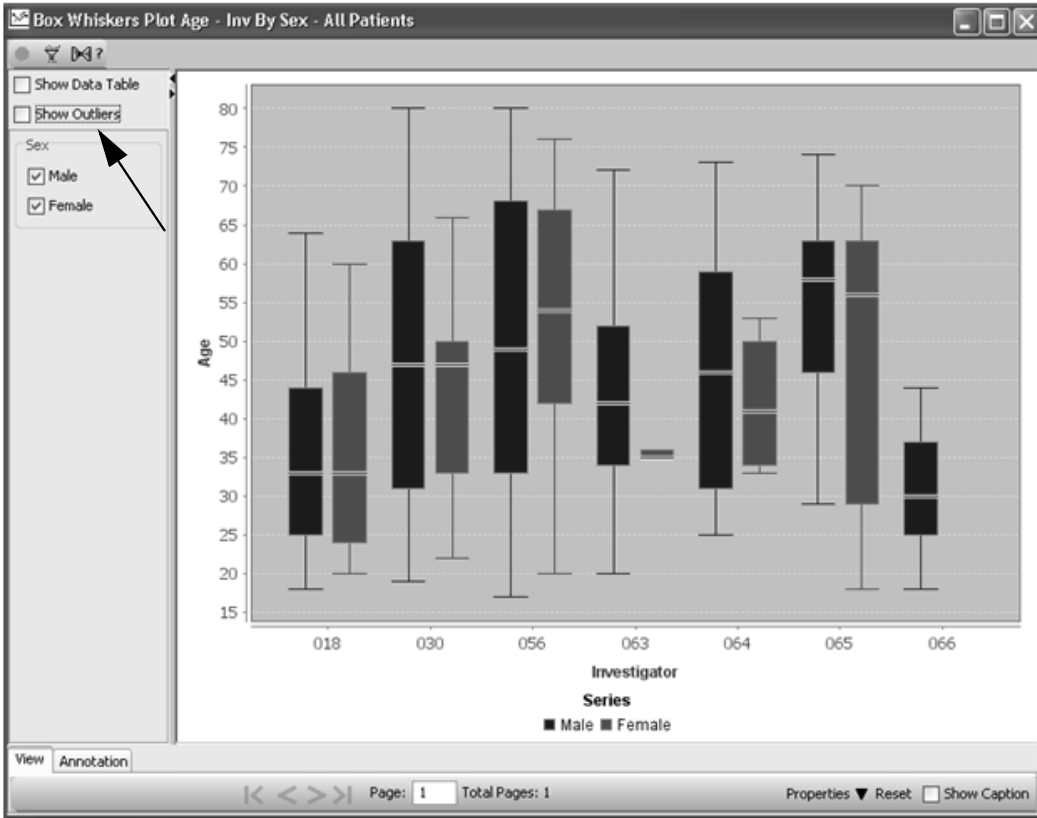 Box Whiskers Plot Age - Inv By Sex - All Patients
?
Show Data Table
Show Outliers
Sex
Male
Female
80
75
70
65
60
55
50
45
40
35
30
25
20
15
Age
018 030 056 063 064 065 066
Investigator
Series
Male Female
View Annotation
Page: 1 Total Pages: 1 Properties ▼ Reset Show Caption